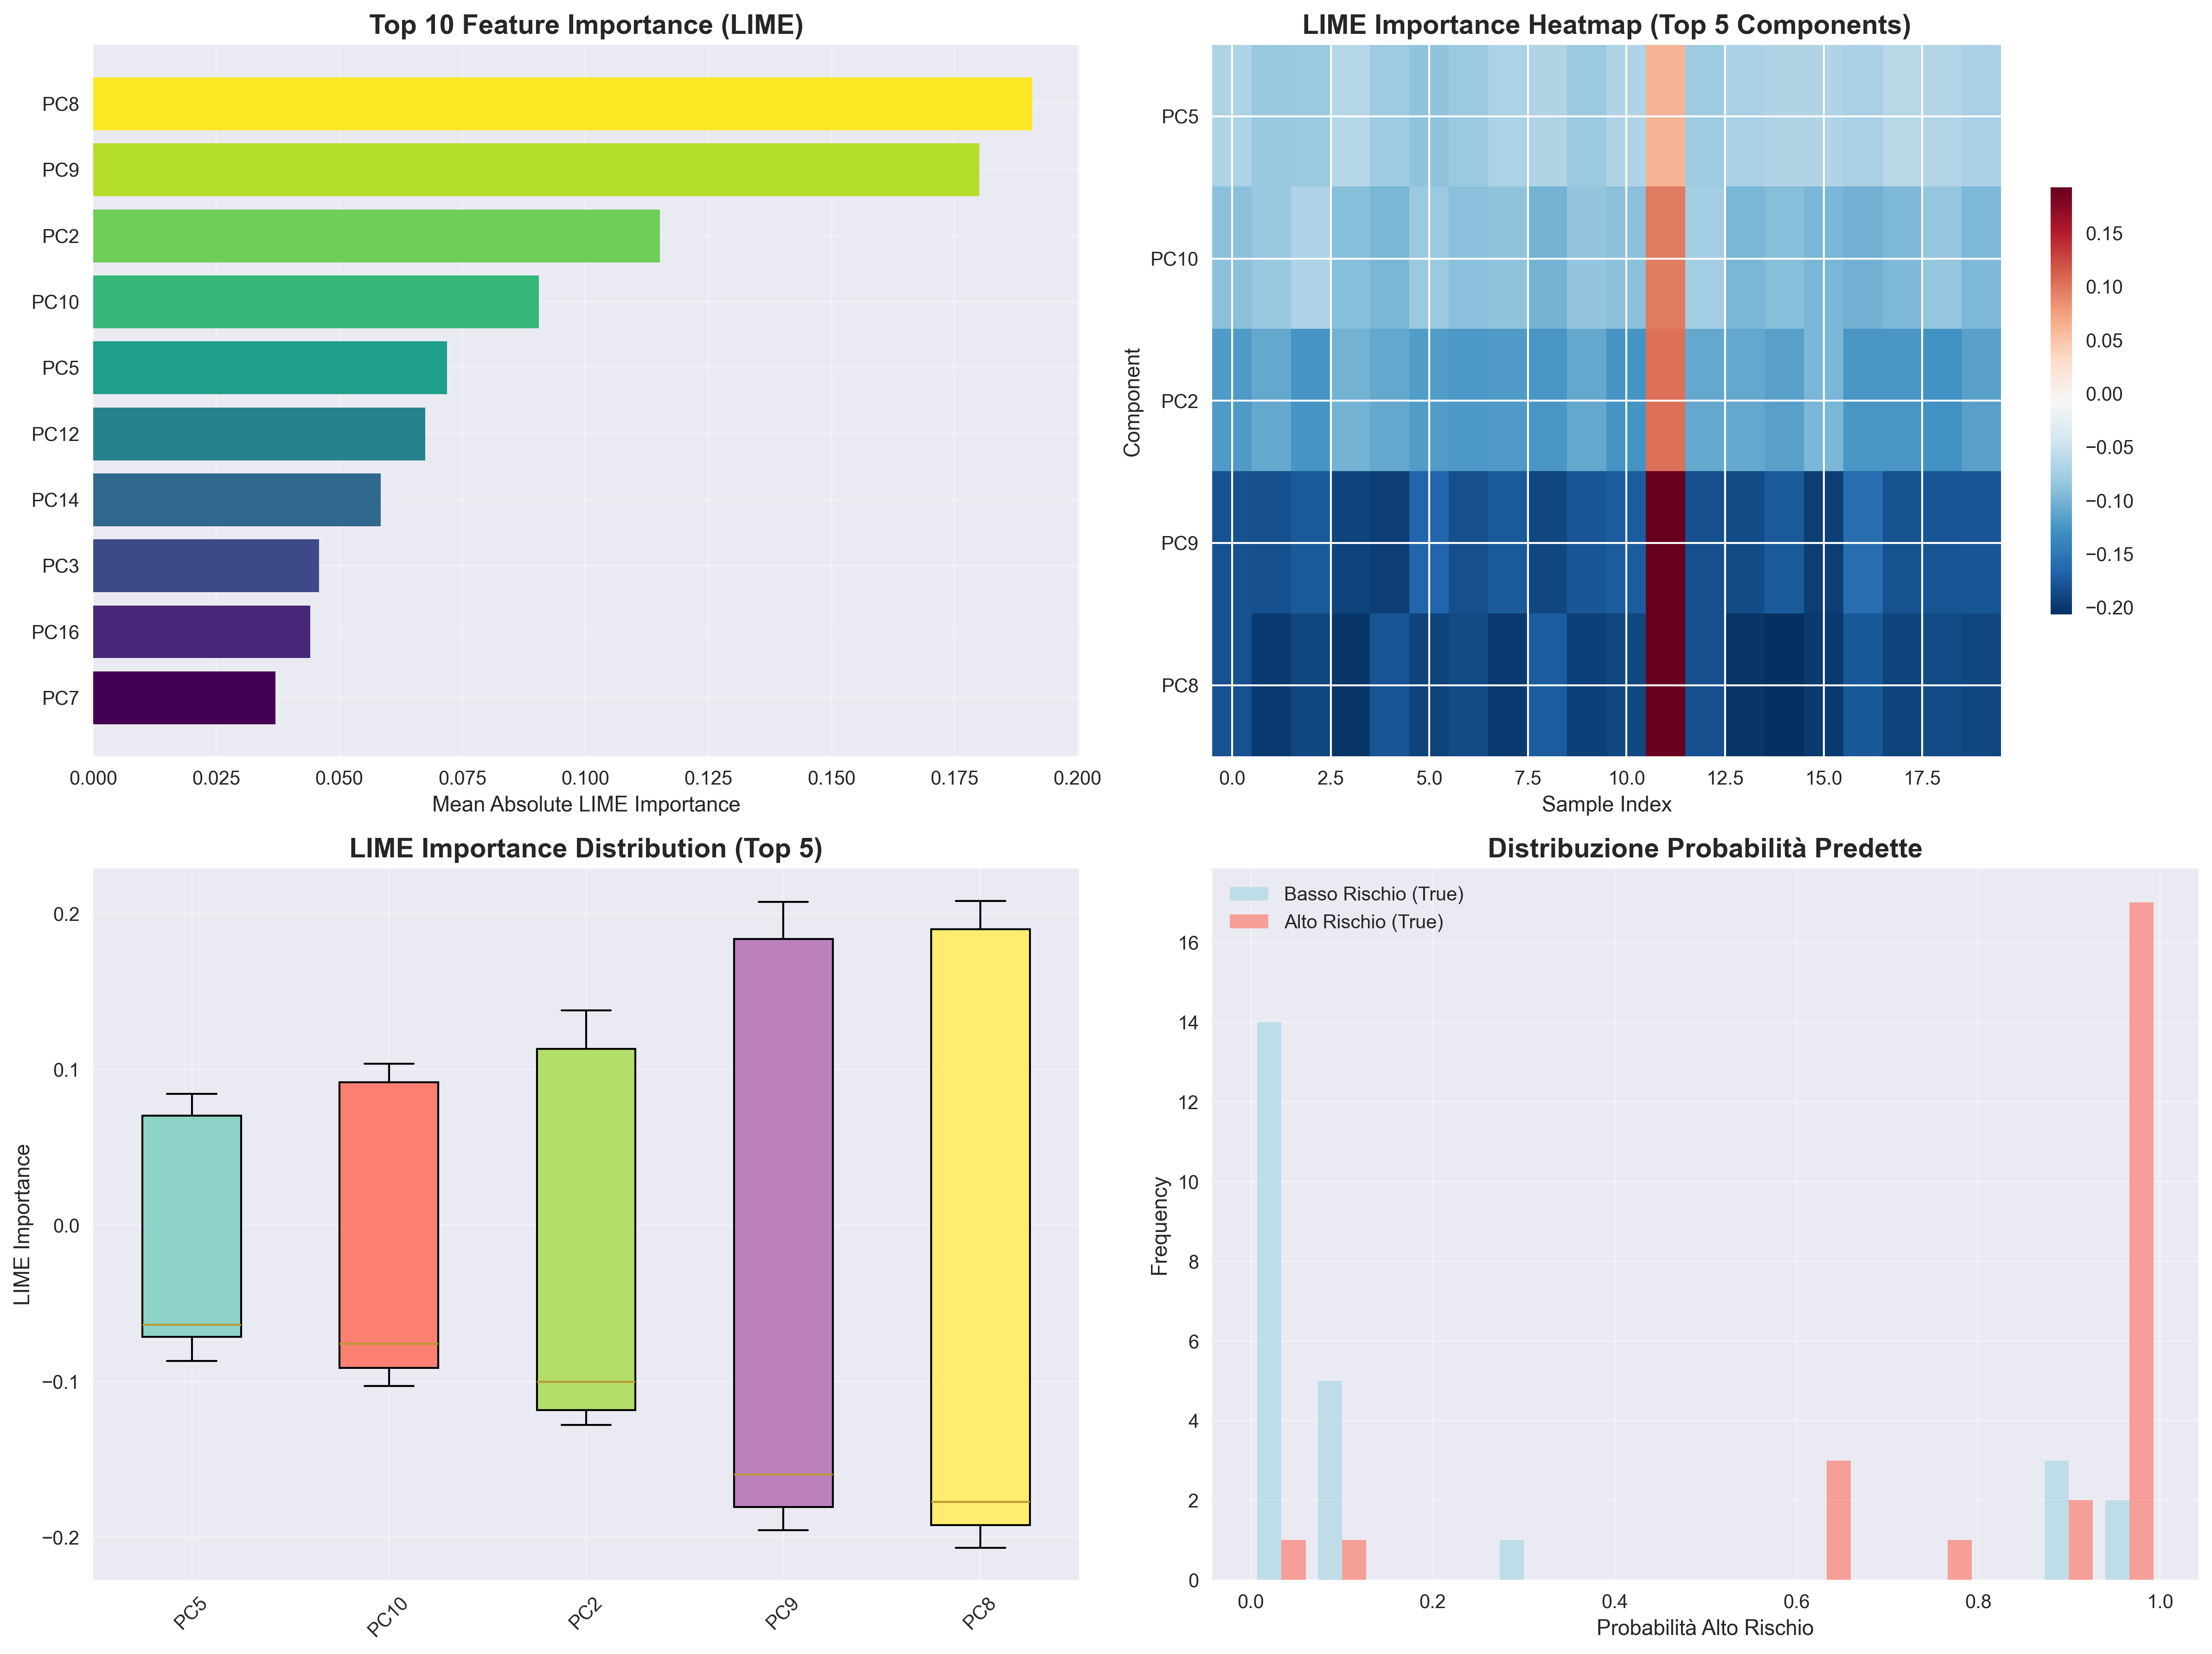 Top 10 Feature Importance (LIME)
PC8
PC9
PC2
PC10
PC5
PC12
PC14
PC3
PC16
PC7
0.000 0.025 0.050 0.075 0.100 0.125 0.150 0.175 0.200
Mean Absolute LIME Importance
LIME Importance Heatmap (Top 5 Components)
Component
PC5
PC10
PC2
PC9
PC8
0.0 2.5 5.0 7.5 10.0 12.5 15.0 17.5
Sample Index
0.15
0.10
0.05
0.00
−0.05
−0.10
−0.15
−0.20
LIME Importance Distribution (Top 5)
LIME Importance
0.2
0.1
0.0
−0.1
−0.2
PC5 PC10 PC2 PC9 PC8
Distribuzione Probabilità Predette
Basso Rischio (True)
Alto Rischio (True)
Frequency
16
14
12
10
8
6
4
2
0
0.0 0.2 0.4 0.6 0.8 1.0
Probabilità Alto Rischio